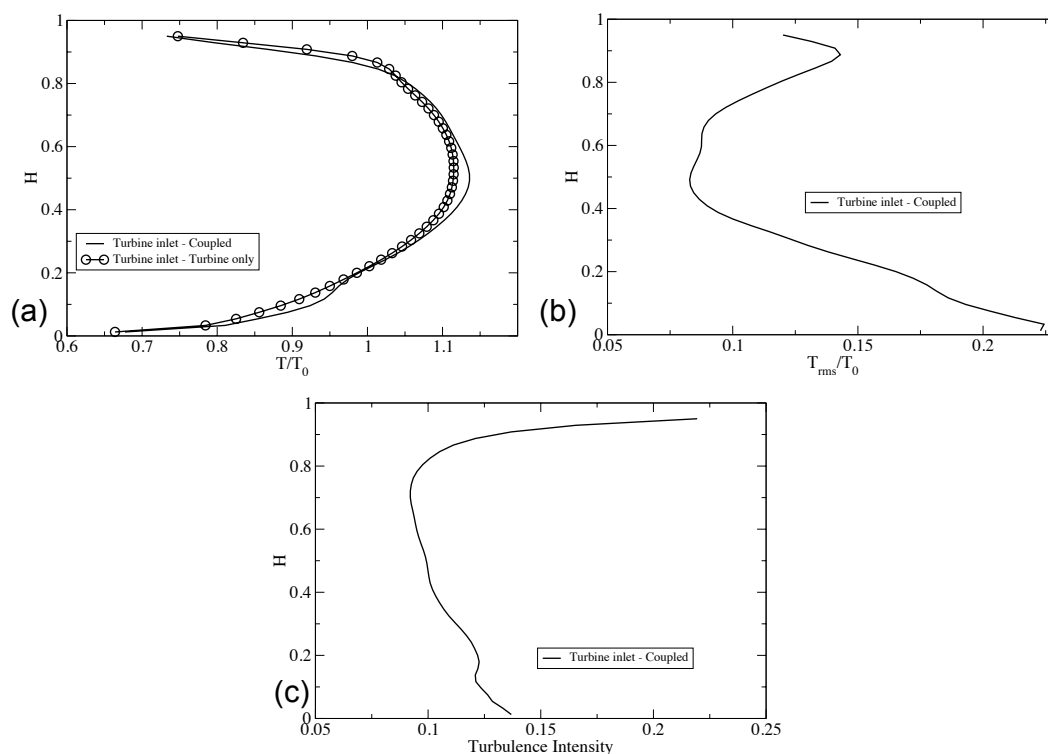 1
0.8
0.6
0.4
0.2
0
H
0.6 0.7 0.8 0.9 1 1.1
T/T0
Turbine inlet - Coupled
Turbine inlet - Turbine only
(a)
1
0.8
0.6
0.4
0.2
0
H
0.05 0.1 0.15 0.2
Trms/T0
Turbine inlet - Coupled
(b)
1
0.8
0.6
0.4
0.2
0
H
0.05 0.1 0.15 0.2 0.25
Turbulence Intensity
Turbine inlet - Coupled
(c)